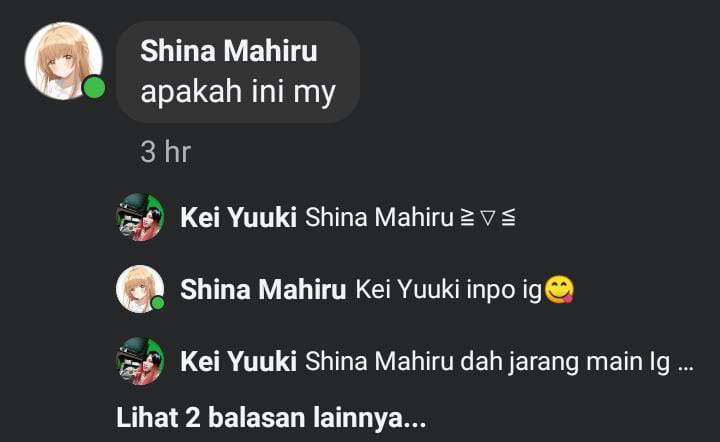 Shina Mahiru
apakah ini my
3 hr
Kei Yuuki Shina Mahiru ≧ ▽ ≦
Shina Mahiru Kei Yuuki inpo ig😋
Kei Yuuki Shina Mahiru dah jarang main Ig ...
Lihat 2 balasan lainnya...